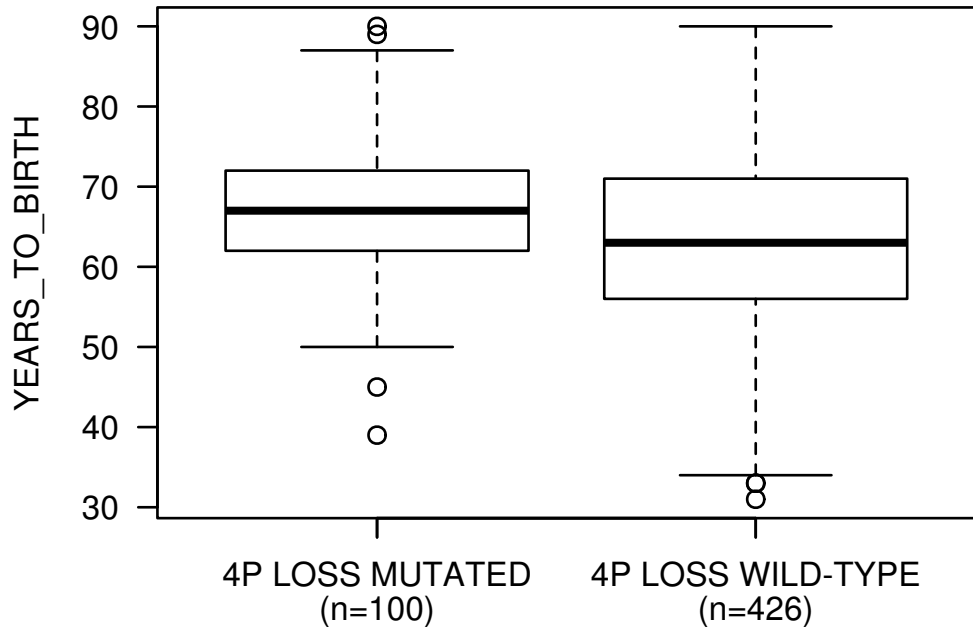 YEARS_TO_BIRTH
90
80
70
60
50
40
30
4P LOSS MUTATED
(n=100)
4P LOSS WILD-TYPE
(n=426)